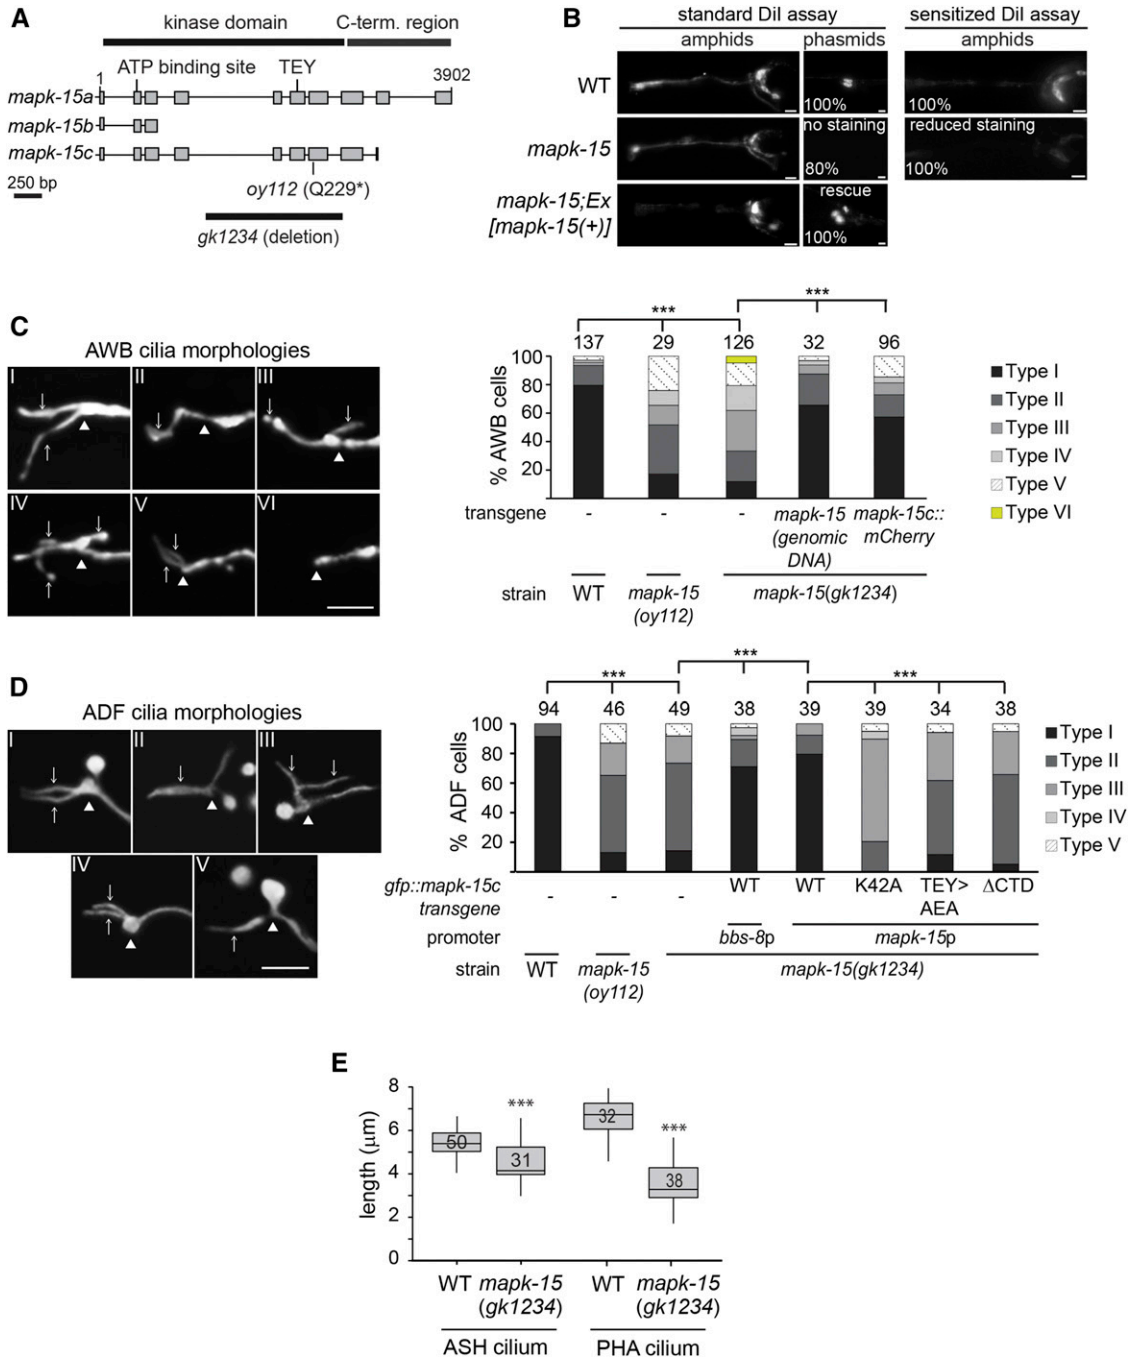 A
kinase domain
C-term. region
1
ATP binding site
TEY
3902
mapk-15a
mapk-15b
mapk-15c
250 bp
oy112 (Q229*)
gk1234 (deletion)
B
standard DiI assay
sensitized DiI assay
amphids
phasmids
amphids
WT
100%
100%
mapk-15
no staining
80%
reduced staining
100%
mapk-15;Ex
[mapk-15(+)]
rescue
100%
C
AWB cilia morphologies
I
II
III
IV
V
VI
***
***
137
29
126
32
96
% AWB cells
100
80
60
40
20
Type I
Type II
Type III
Type IV
Type V
Type VI
transgene
-
-
-
mapk-15
(genomic
DNA)
mapk-15c::
mCherry
strain
WT
mapk-15
(oy112)
mapk-15(gk1234)
D
ADF cilia morphologies
I
II
III
IV
V
***
***
***
94
46
49
38
39
39
34
38
% ADF cells
100
80
60
40
20
Type I
Type II
Type III
Type IV
Type V
gfp::mapk-15c
transgene
-
-
-
WT
WT
K42A
TEY>
AEA
ΔCTD
promoter
bbs-8p
mapk-15p
strain
WT
mapk-15
(oy112)
mapk-15(gk1234)
E
length (μm)
8
6
4
2
0
50
***
31
32
***
38
WT
mapk-15
(gk1234)
WT
mapk-15
(gk1234)
ASH cilium
PHA cilium